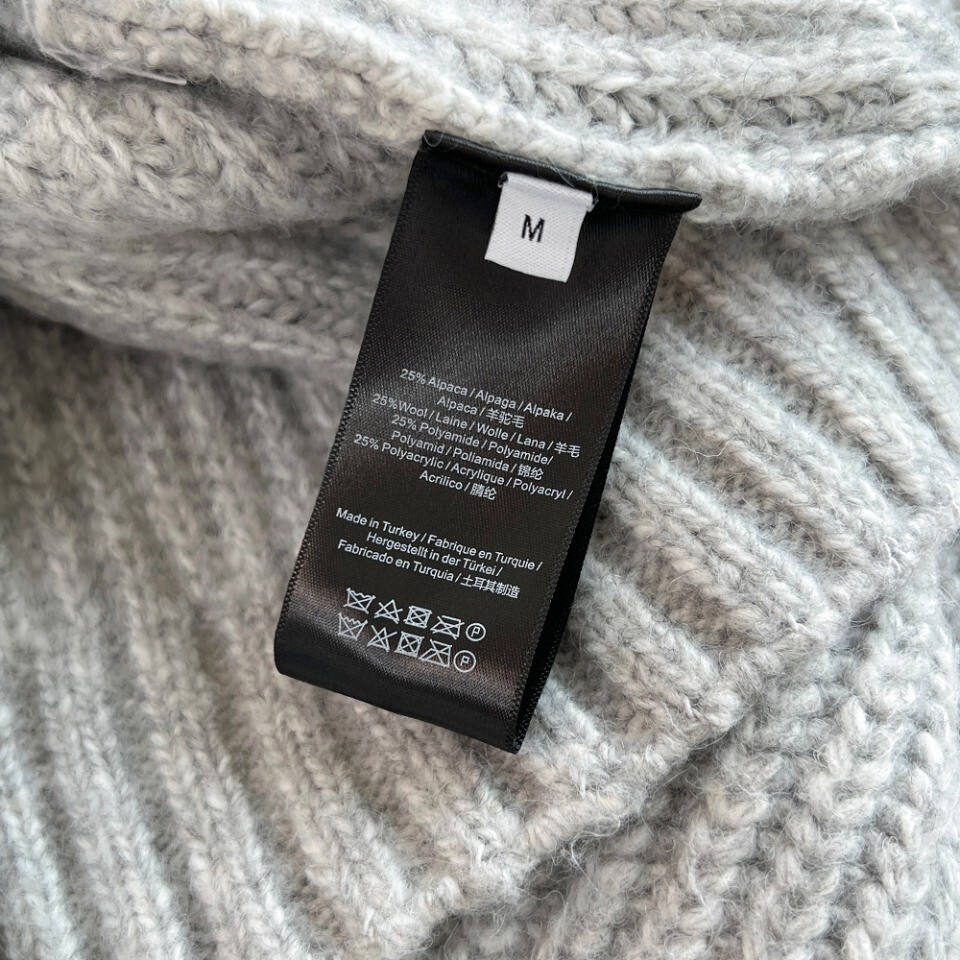 M
25% Alpaca / Alpaga / Alpaka /
Alpaca / 羊驼毛
25%Wool / Laine / Wolle / Lana / 羊毛
25% Polyamide / Polyamide/
Polyamid / Poliamida / 锦纶
25% Polyacrylic / Acrylique / Polyacryl /
Acrilico / 腈纶
Made in Turkey / Fabrique en Turquie /
Hergestellt in der Türkei /
Fabricado en Turquia / 土耳其制造
P
P